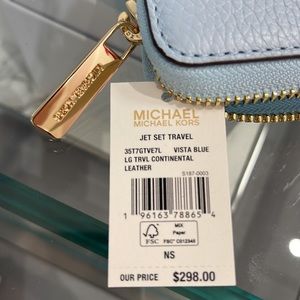 MICHAEL
MICHAEL KORS
JET SET TRAVEL
35T7GTVE7L VISTA BLUE
LG TRVL CONTINENTAL
LEATHER
S187-0003
1 96163 78865 4
FSC
MIX
Paper
FSC® C012345
NS
OUR PRICE $298.00